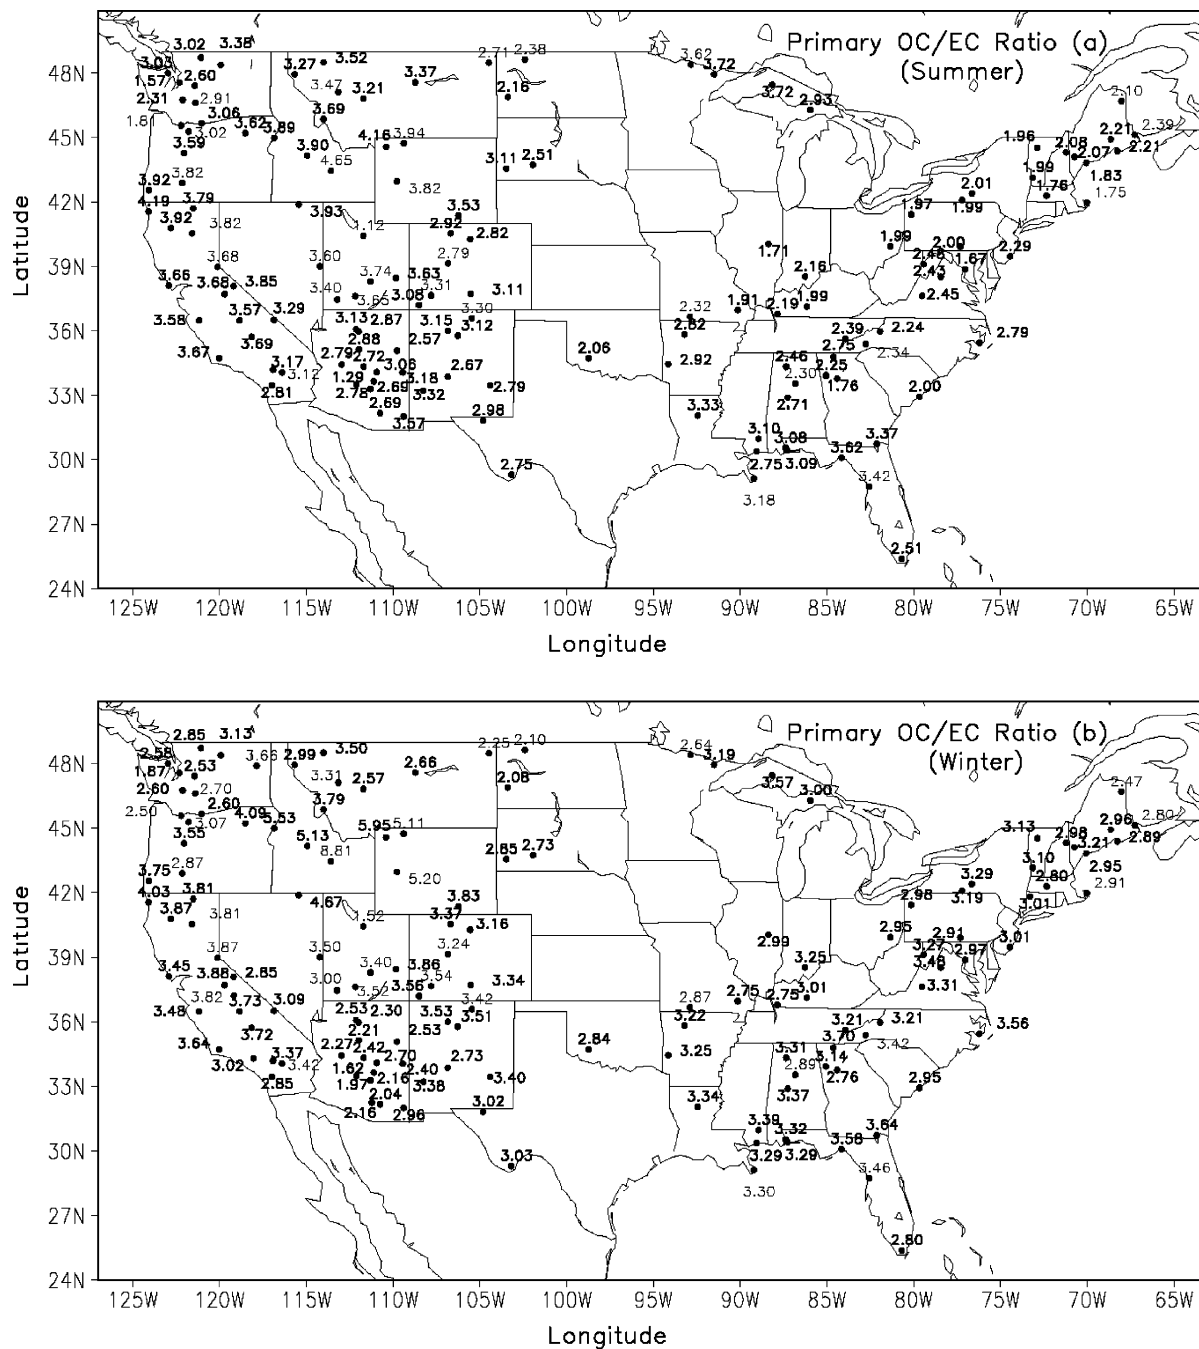 Primary OC/EC Ratio (a)
(Summer)
3.02 3.38
3.03 3.27 3.52 2.71 2.38 3.62 3.72
1.57 2.60 3.47 3.21 3.37 2.16 3.72 2.93 2.10
2.31 2.91 3.69
3.06 3.62 3.89 4.16 3.94 1.96 2.08 2.21 2.39
3.02 3.59 3.90 4.65 3.11 2.51 2.07 2.21
3.92 3.82 3.82 1.99 1.76 1.83 1.75
4.19 3.79 3.93 3.53 1.97 2.01 1.99
3.92 3.82 1.12 2.92 2.82 1.71 1.99 2.00 2.29
3.68 3.60 3.74 3.63 2.79 2.16 1.67
3.66 3.68 3.85 3.40 3.65 3.08 3.31 3.11 1.91 2.19 1.99 2.43 2.45
3.58 3.57 3.29 3.13 2.87 3.15 3.30 3.12 2.32 2.39 2.24 2.79
3.69 2.88 2.57 2.06 2.75 2.34
3.67 3.17 3.12 2.79 2.72 3.06 2.67 2.92 2.46 2.30 2.25
2.81 1.29 2.69 3.18 3.32 2.79 1.76 2.00
2.69 3.57 2.98 3.33 2.71
2.75 3.10 3.08 3.62 3.37
2.75 3.09 3.42
3.18
2.51
48N
45N
42N
39N
36N
33N
30N
27N
24N
Latitude
125W 120W 115W 110W 105W 100W 95W 90W 85W 80W 75W 70W 65W
Longitude
Primary OC/EC Ratio (b)
(Winter)
2.85 3.13
2.58 3.66 2.99 3.50 2.25 2.10 2.64 3.19
1.87 2.53 3.31 2.57 2.66 2.08 3.57 3.00 2.47
2.60 2.70 3.79
2.50 2.60 4.09 5.53 5.95 5.11 3.13 2.98 2.96 2.80
3.07 3.55 5.13 8.81 2.85 2.73 3.21 2.89
3.75 2.87 5.20 3.10 2.80 2.95 2.91
4.03 3.81 4.67 3.83 2.98 3.29 3.19 3.01
3.87 3.81 1.52 3.37 3.16 2.99 2.95 2.91 3.01
3.87 3.50 3.40 3.86 3.24 3.25 3.27 2.97
3.45 3.88 2.85 3.00 3.52 3.56 3.54 3.34 2.75 2.75 3.01 3.48 3.31
3.48 3.82 3.73 3.09 2.53 2.30 3.53 3.42 3.51 2.87 3.22 3.21 3.21 3.56
3.72 2.21 2.53 2.84 3.70 3.42
3.64 3.02 3.37 3.42 2.27 2.42 2.70 2.73 3.25 3.31 2.89 3.14
2.85 1.62 1.97 2.16 2.40 3.38 3.40 2.76 2.95
2.04 2.16 2.96 3.02 3.34 3.37
3.03 3.39 3.32 3.58 3.64
3.29 3.29 3.46
3.30
2.80
48N
45N
42N
39N
36N
33N
30N
27N
24N
Latitude
125W 120W 115W 110W 105W 100W 95W 90W 85W 80W 75W 70W 65W
Longitude